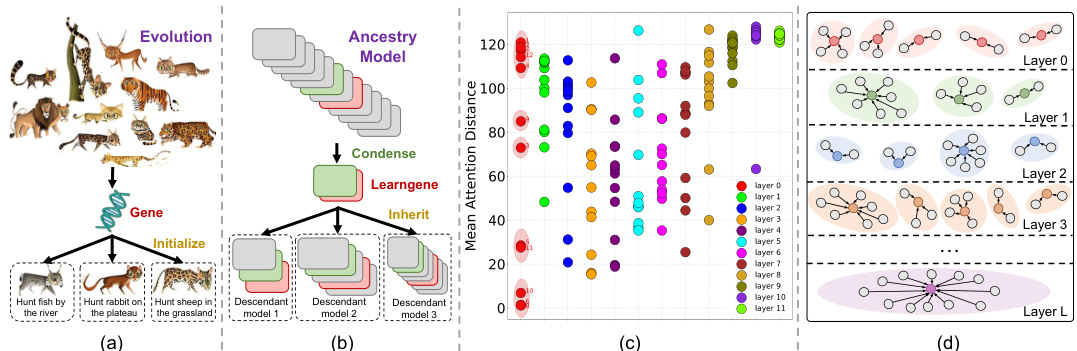 Evolution
Gene
Initialize
Hunt fish by
the river
Hunt rabbit on
the plateau
Hunt sheep in
the grassland
(a)
Ancestry
Model
Condense
Learngene
Inherit
Descendant
model 1
Descendant
model 2
Descendant
model 3
(b)
Mean Attention Distance
120
100
80
60
40
20
0
layer 0
layer 1
layer 2
layer 3
layer 4
layer 5
layer 6
layer 7
layer 8
layer 9
layer 10
layer 11
(c)
Layer 0
Layer 1
Layer 2
Layer 3
...
Layer L
(d)